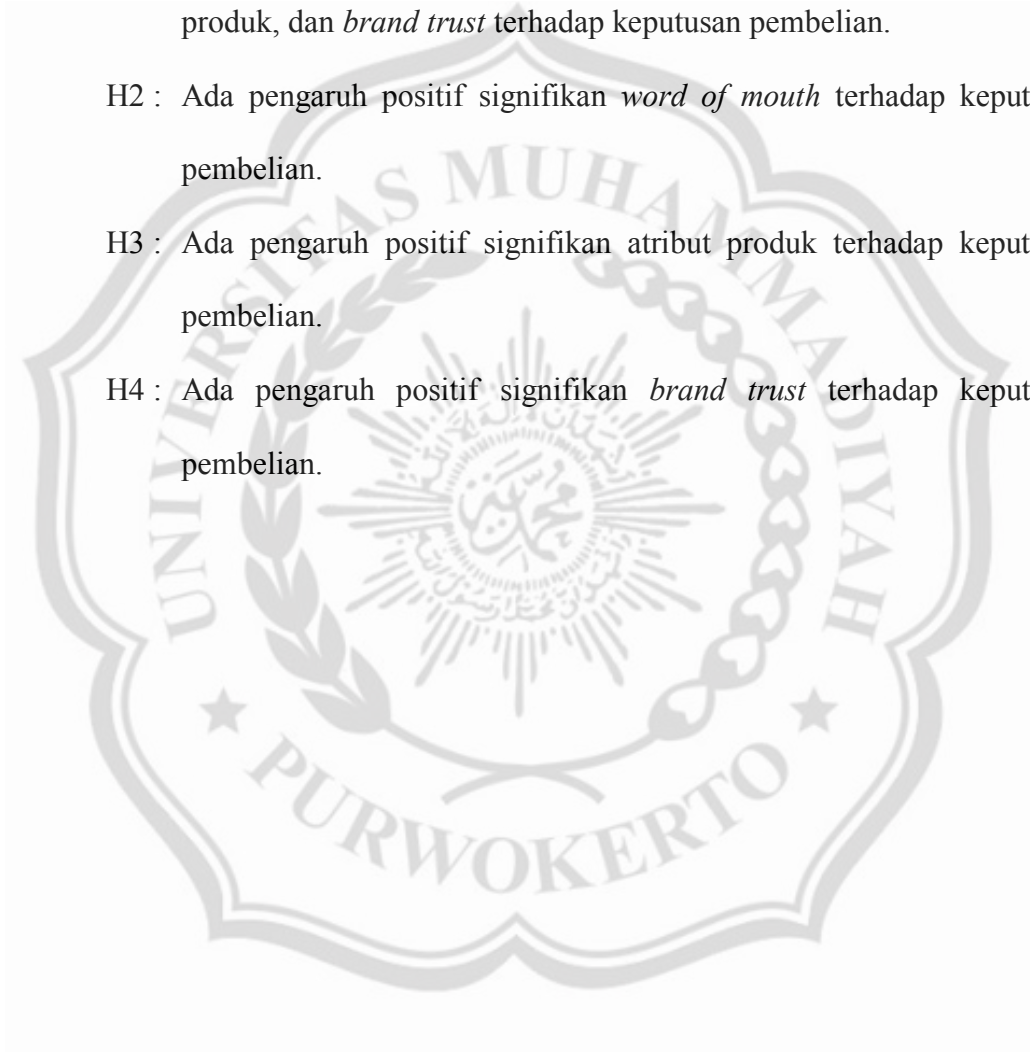 produk, dan brand trust terhadap keputusan pembelian.
H2 : Ada pengaruh positif signifikan word of mouth terhadap keput
pembelian.
H3 : Ada pengaruh positif signifikan atribut produk terhadap keput
pembelian.
H4 : Ada pengaruh positif signifikan brand trust terhadap keput
pembelian.
UNIVERSITAS MUHAMMADIYAH
PURWOKERTO